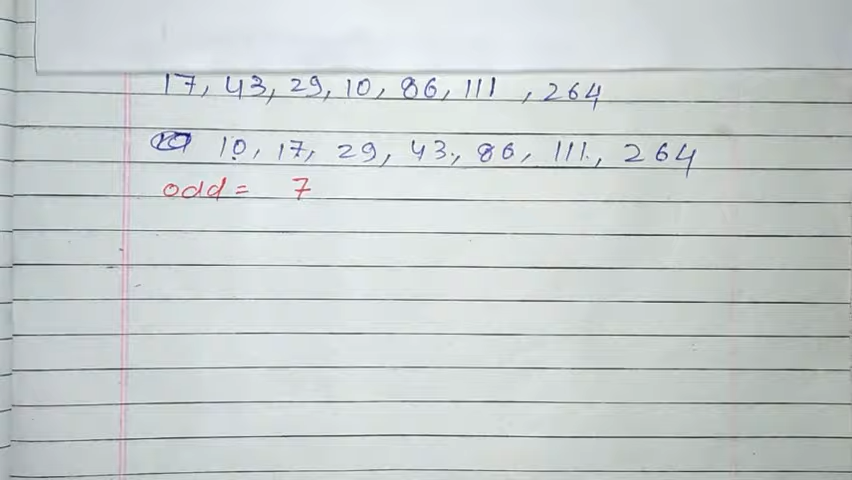 17, 43, 29, 10, 86, 111 , 264
10, 17, 29, 43, 86, 111, 264
odd = 7